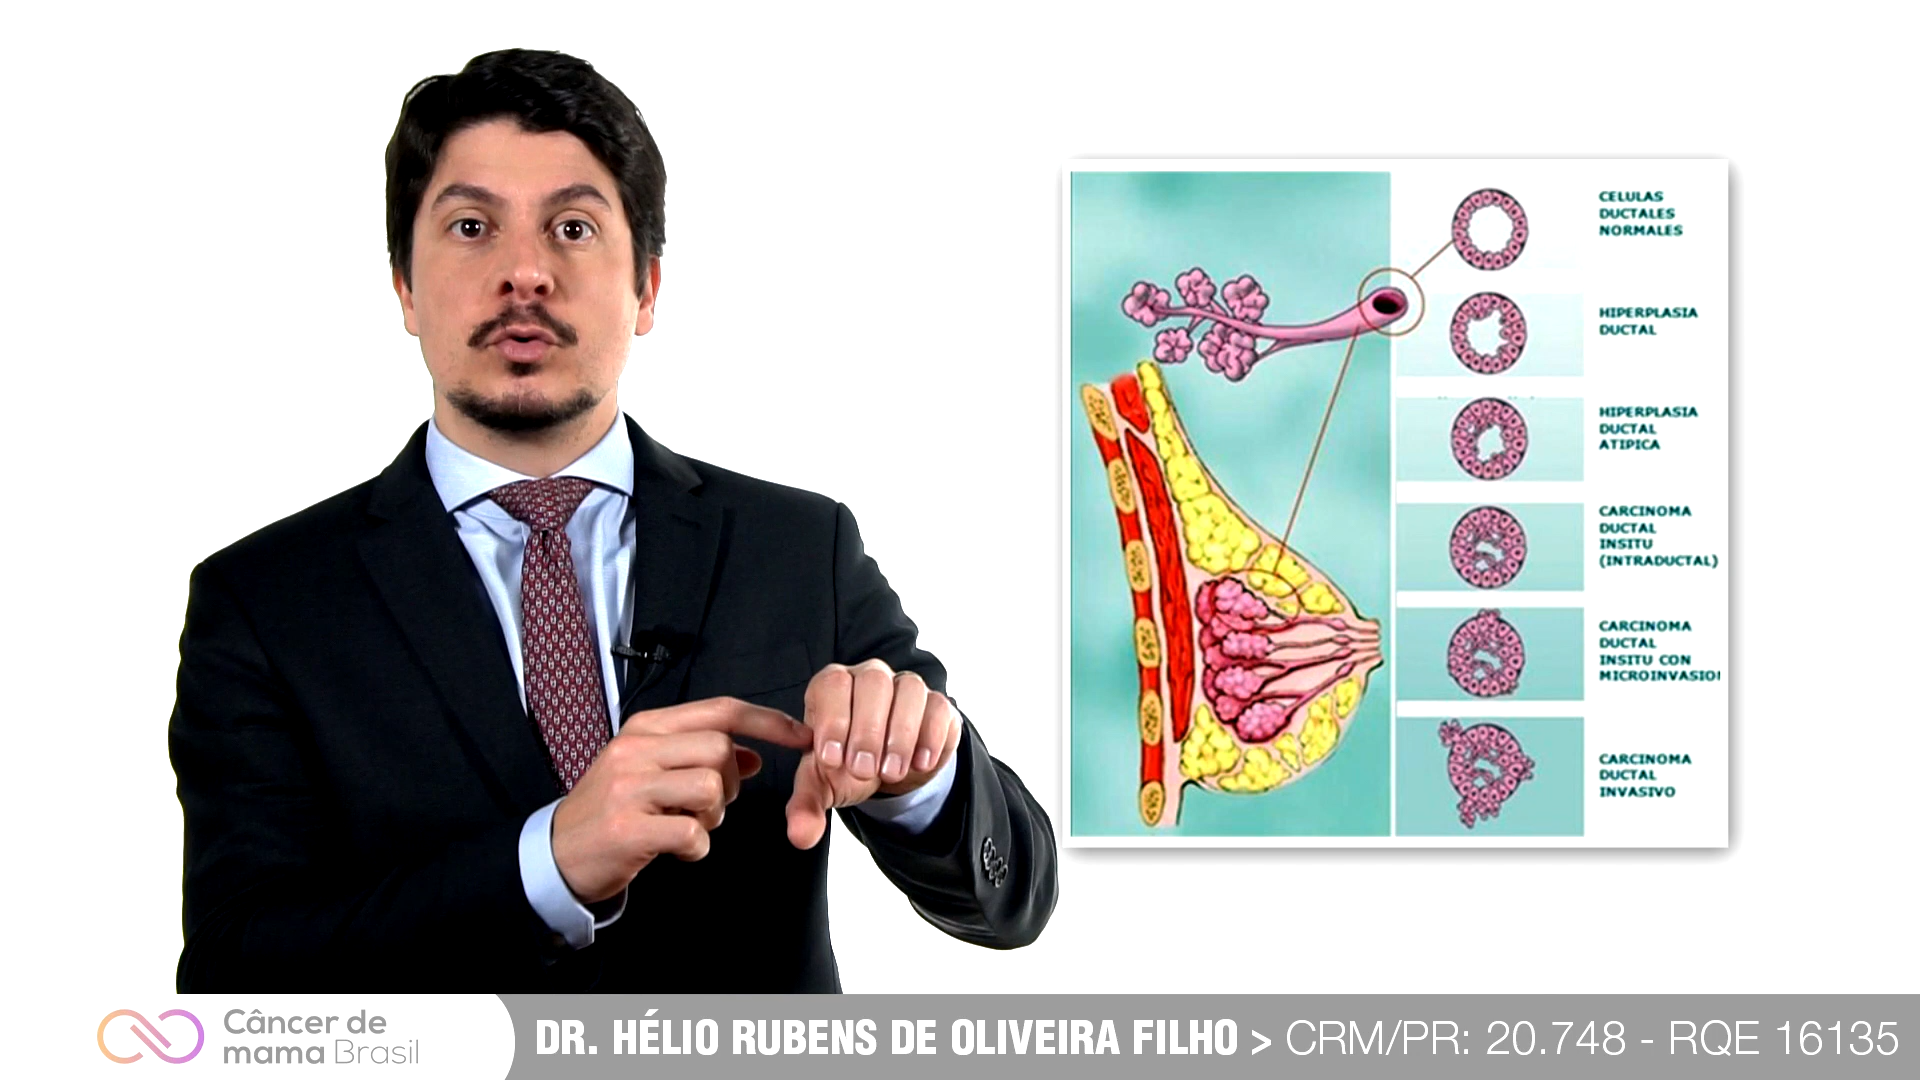 CELULAS
DUCTALES
NORMALES
HIPERPLASIA
DUCTAL
HIPERPLASIA
DUCTAL
ATIPICA
CARCINOMA
DUCTAL
INSITU
(INTRADUCTAL)
CARCINOMA
DUCTAL
INSITU CON
MICROINVASIO
CARCINOMA
DUCTAL
INVASIVO
Câncer de
mama Brasil
DR. HÉLIO RUBENS DE OLIVEIRA FILHO > CRM/PR: 20.748 - RQE 16135